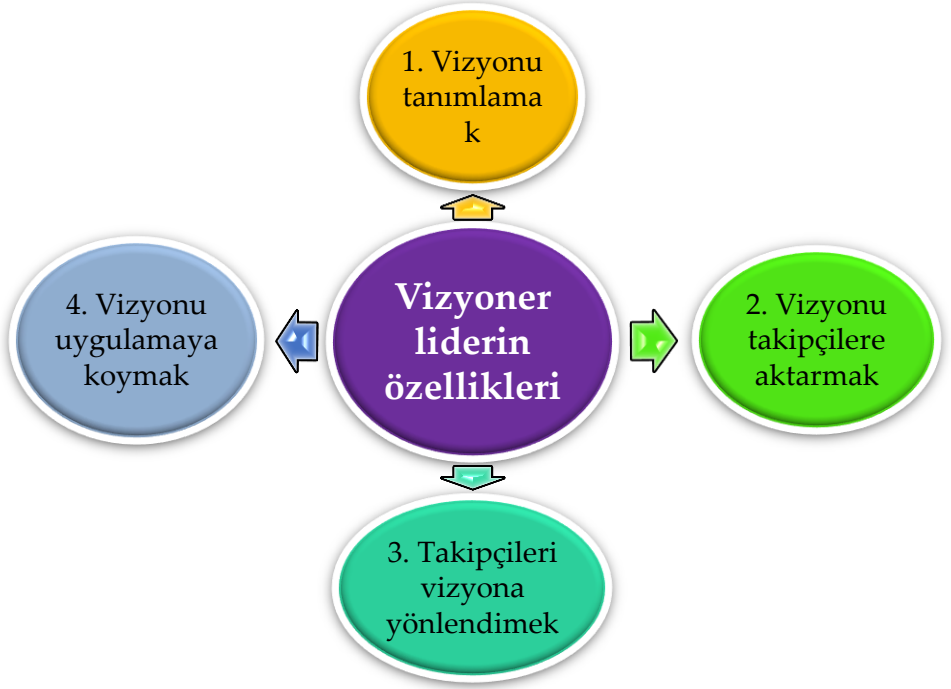 1. Vizyonu
tanımlama
k
Vizyoner
liderin
özellikleri
2. Vizyonu
takipçilere
aktarmak
3. Takipçileri
vizyona
yönlendimek
4. Vizyonu
uygulamaya
koymak